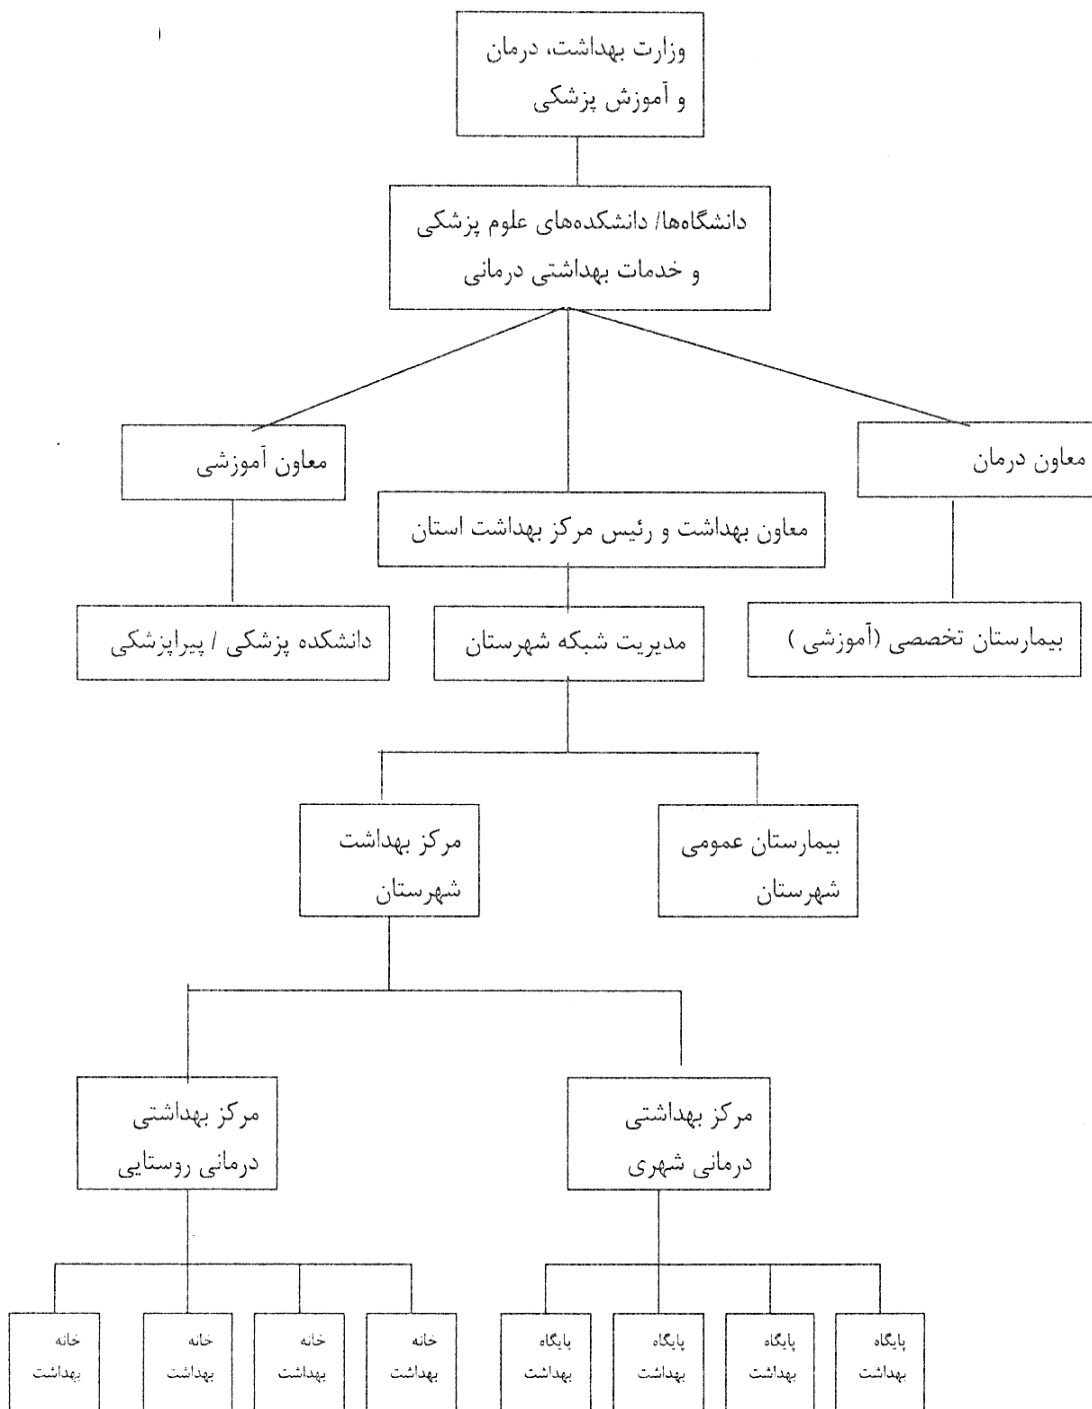 وزارت بهداشت، درمان
و آموزش پزشکی
دانشگاه‌ها/ دانشکده‌های علوم پزشکی
و خدمات بهداشتی درمانی
معاون درمان
معاون آموزشی
معاون بهداشت و رئیس مرکز بهداشت استان
بیمارستان تخصصی (آموزشی )
مدیریت شبکه شهرستان
دانشکده پزشکی / پیراپزشکی
بیمارستان عمومی
شهرستان
مرکز بهداشت
شهرستان
مرکز بهداشتی
درمانی شهری
مرکز بهداشتی
درمانی روستایی
پایگاه
بهداشت
پایگاه
بهداشت
پایگاه
بهداشت
پایگاه
بهداشت
خانه
بهداشت
خانه
بهداشت
خانه
بهداشت
خانه
بهداشت